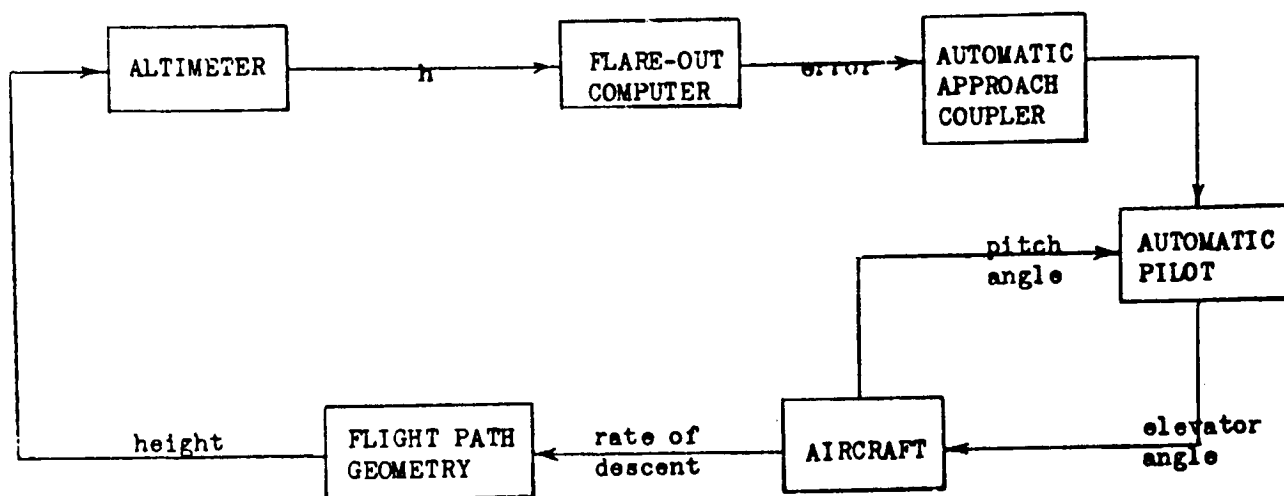 ALTIMETER
h
FLARE-OUT
COMPUTER
error
AUTOMATIC
APPROACH
COUPLER
pitch
angle
AUTOMATIC
PILOT
height
FLIGHT PATH
GEOMETRY
rate of
descent
AIRCRAFT
elevator
angle